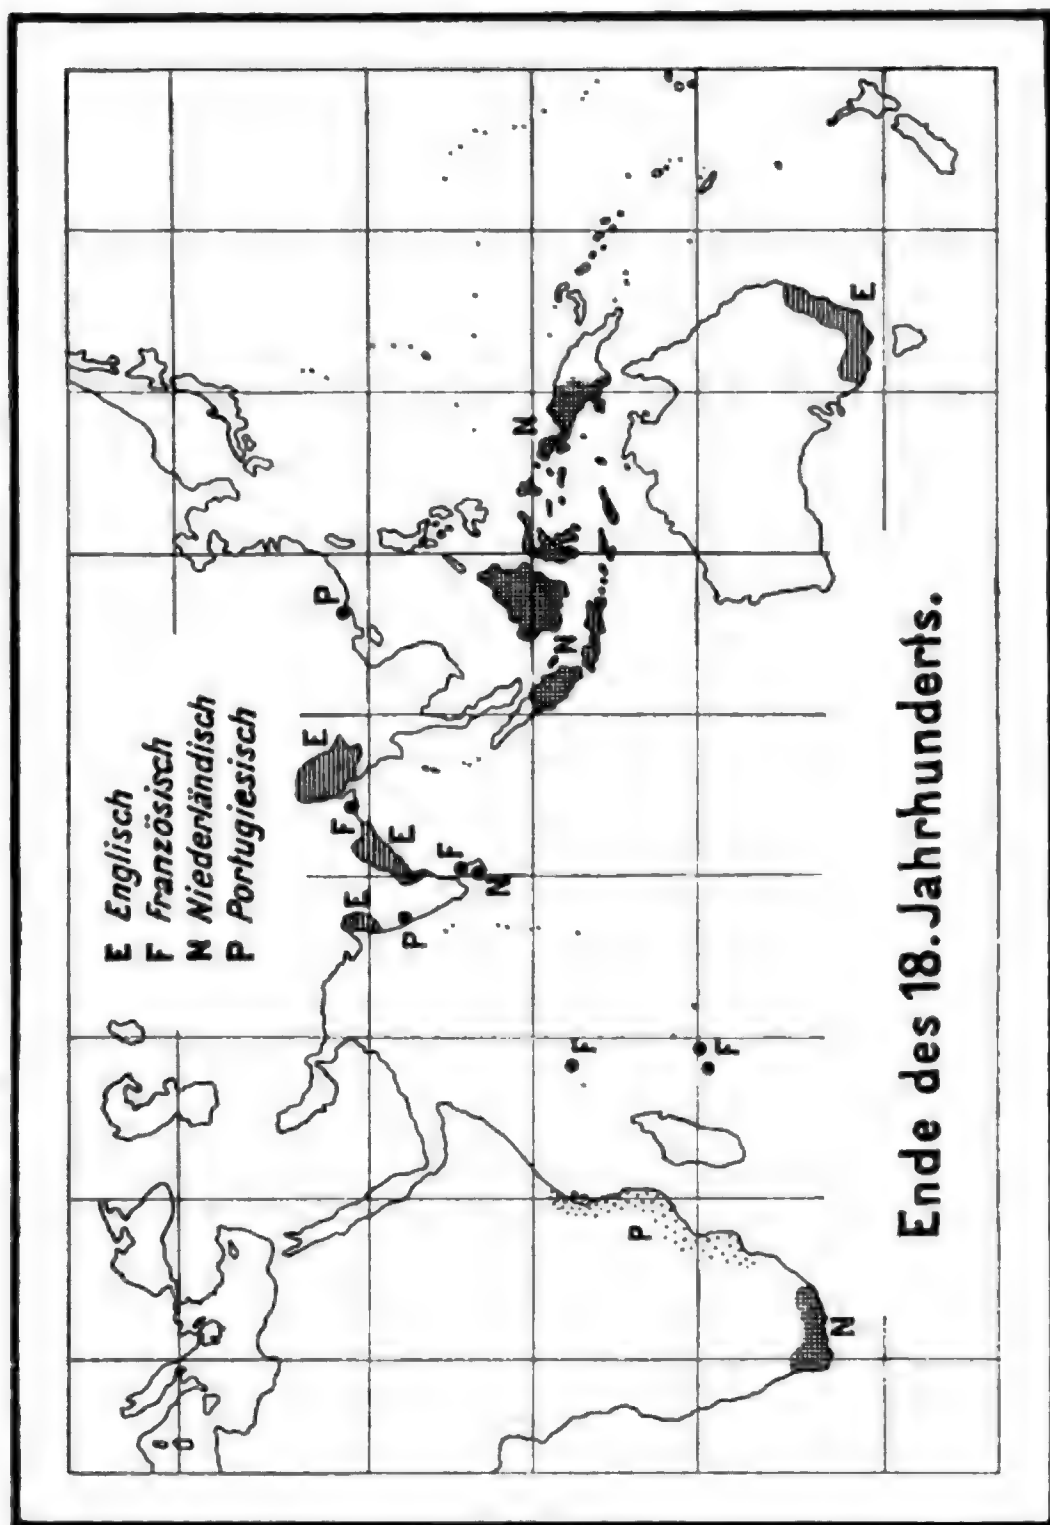 E Englisch
F Französisch
N Niederländisch
P Portugiesisch
P
E
F
E
E
P
F
N
N
N
E
F
F
P
N
Ende des 18. Jahrhunderts.